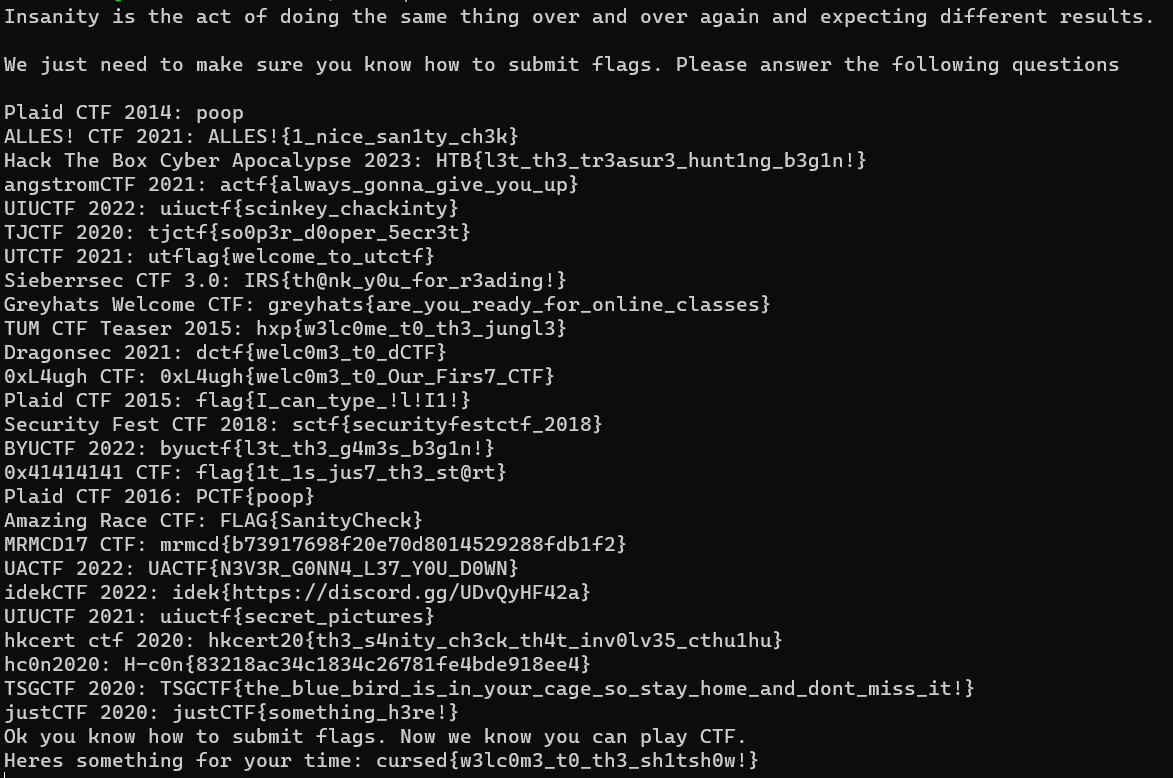 Insanity is the act of doing the same thing over and over again and expecting different results.
We just need to make sure you know how to submit flags. Please answer the following questions
Plaid CTF 2014: poop
ALLES! CTF 2021: ALLES!{1_nice_san1ty_ch3k}
Hack The Box Cyber Apocalypse 2023: HTB{l3t_th3_tr3asur3_hunt1ng_b3g1n!}
angstromCTF 2021: actf{always_gonna_give_you_up}
UIUCTF 2022: uiuctf{scinkey_chackinty}
TJCTF 2020: tjctf{so0p3r_d0oper_5ecr3t}
UTCTF 2021: utflag{welcome_to_utctf}
Sieberrsec CTF 3.0: IRS{th@nk_y0u_for_r3ading!}
Greyhats Welcome CTF: greyhats{are_you_ready_for_online_classes}
TUM CTF Teaser 2015: hxp{w3lc0me_t0_th3_jungl3}
Dragonsec 2021: dctf{welc0m3_t0_dCTF}
0xL4ugh CTF: 0xL4ugh{welc0m3_t0_Our_Firs7_CTF}
Plaid CTF 2015: flag{I_can_type_!l!I1!}
Security Fest CTF 2018: sctf{securityfestctf_2018}
BYUCTF 2022: byuctf{l3t_th3_g4m3s_b3g1n!}
0x41414141 CTF: flag{1t_1s_jus7_th3_st@rt}
Plaid CTF 2016: PCTF{poop}
Amazing Race CTF: FLAG{SanityCheck}
MRMCD17 CTF: mrmcd{b73917698f20e70d8014529288fdb1f2}
UACTF 2022: UACTF{N3V3R_G0NN4_L37_Y0U_D0WN}
idekCTF 2022: idek{https://discord.gg/UDvQyHF42a}
UIUCTF 2021: uiuctf{secret_pictures}
hkcert ctf 2020: hkcert20{th3_s4nity_ch3ck_th4t_inv0lv35_cthu1hu}
hc0n2020: H-c0n{83218ac34c1834c26781fe4bde918ee4}
TSGCTF 2020: TSGCTF{the_blue_bird_is_in_your_cage_so_stay_home_and_dont_miss_it!}
justCTF 2020: justCTF{something_h3re!}
Ok you know how to submit flags. Now we know you can play CTF.
Heres something for your time: cursed{w3lc0m3_t0_th3_sh1tsh0w!}